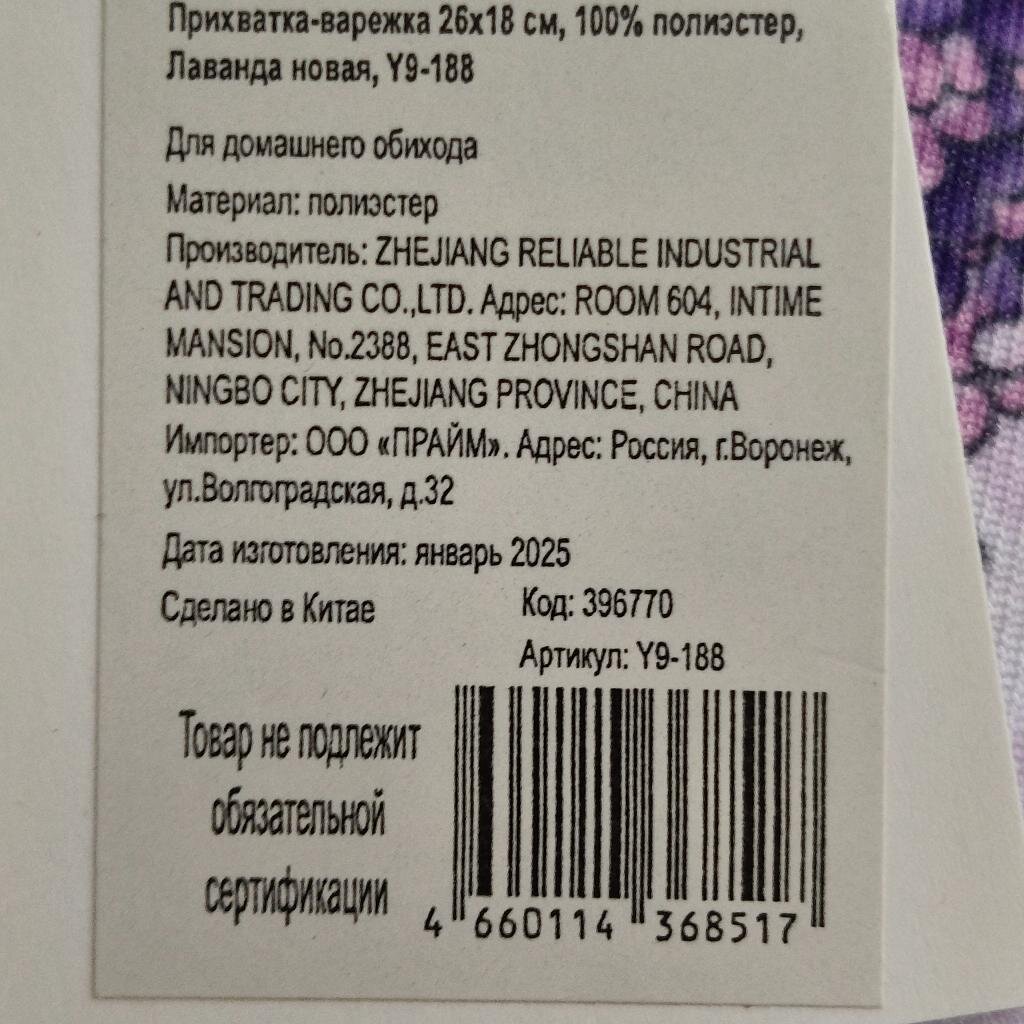 Прихватка-варежка 26х18 см, 100% полиэстер,
Лаванда новая, Y9-188
Для домашнего обихода
Материал: полиэстер
Производитель: ZHEJIANG RELIABLE INDUSTRIAL
AND TRADING CO.,LTD. Адрес: ROOM 604, INTIME
MANSION, No.2388, EAST ZHONGSHAN ROAD,
NINGBO CITY, ZHEJIANG PROVINCE, CHINA
Импортер: ООО «ПРАЙМ». Адрес: Россия, г.Воронеж,
ул.Волгоградская, д.32
Дата изготовления: январь 2025
Сделано в Китае
Код: 396770
Артикул: Y9-188
Товар не подлежит
обязательной
сертификации
4 660114 368517